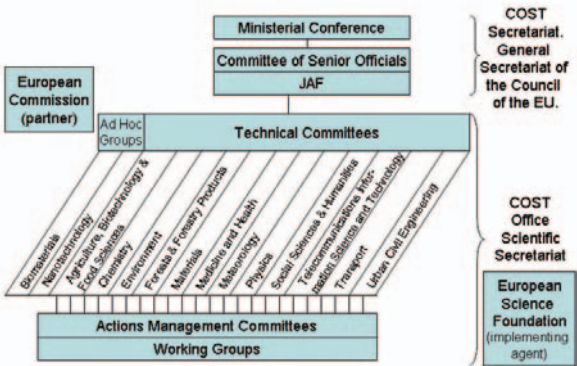 Ministerial Conference
Committee of Senior Officials
JAF
COST
Secretariat.
General
Secretariat of
the Council
of the EU.
European
Commission
(partner)
Ad Hoc
Groups
Technical Committees
Biomaterials
Nanotechnology
Agriculture, Biotechnology &
Food Sciences
Chemistry
Environment
Forests & Forestry Products
Materials
Medicine and Health
Meteorology
Physics
Social Sciences & Humanities
Telecommunications Infor-
mation Science and Technology
Transport
Urban Civil Engineering
COST
Office
Scientific
Secretariat
European
Science
Foundation
(implementing
agent)
Actions Management Committees
Working Groups